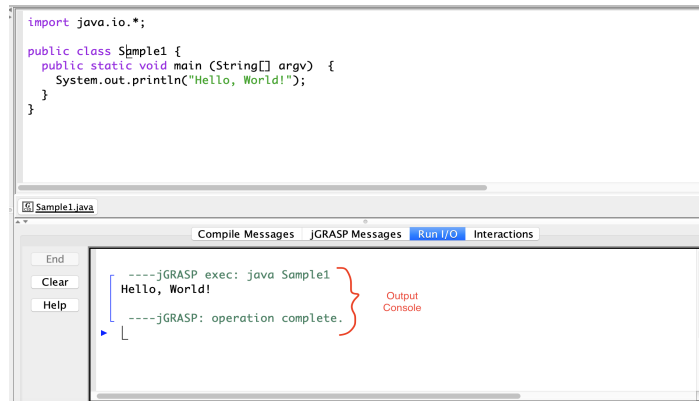 import java.io.*;
public class Sample1 {
public static void main (String[] argv)  {
System.out.println("Hello, World!");
}
}
Sample1.java
Compile Messages jGRASP Messages Run I/O Interactions
End
Clear
Help
----jGRASP exec: java Sample1
Hello, World!
----jGRASP: operation complete.
Output
Console